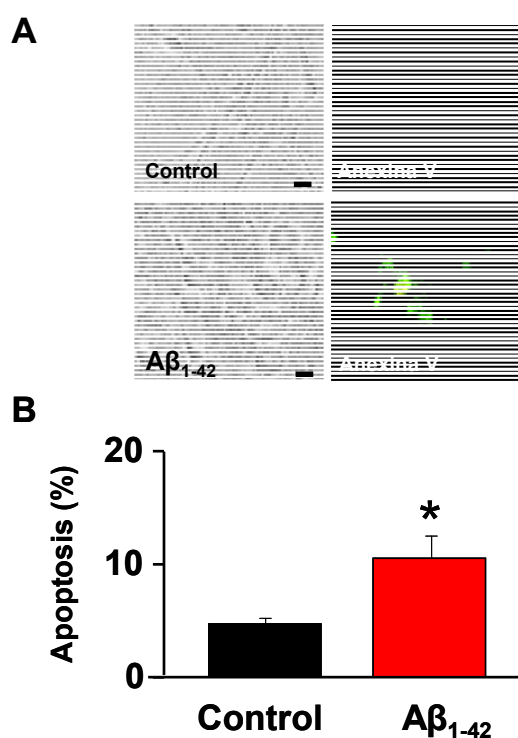 A
Control
Anexina V
Aβ1-42
Anexina V
B
20
*
Apoptosis (%)
10
0
Control
Aβ1-42